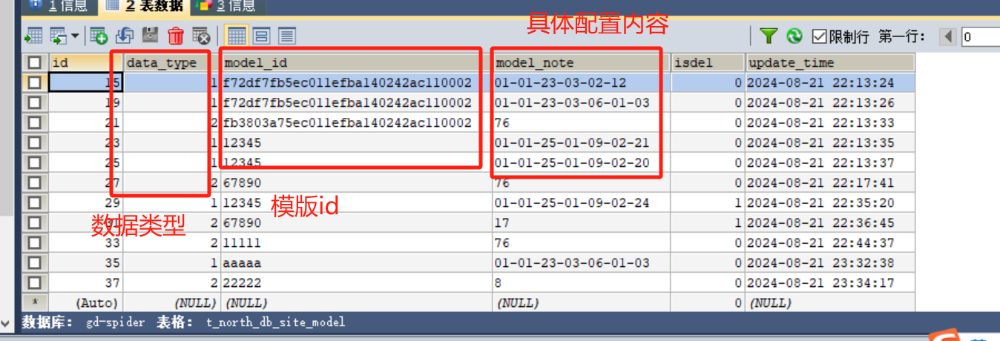 1 信息 2 表数据 3 信息
具体配置内容
限制行 第一行: 0
id data_type model_id model_note isdel update_time
15 1 f72df7fb5ec011efba140242ac110002 01-01-23-03-02-12 0 2024-08-21 22:13:24
19 1 f72df7fb5ec011efba140242ac110002 01-01-23-03-06-01-03 0 2024-08-21 22:13:26
21 2 fb3803a75ec011efba140242ac110002 76 0 2024-08-21 22:13:33
23 1 12345 01-01-25-01-09-02-21 0 2024-08-21 22:13:35
25 1 12345 01-01-25-01-09-02-20 0 2024-08-21 22:13:37
27 2 67890 76 0 2024-08-21 22:17:41
29 1 12345 01-01-25-01-09-02-24 1 2024-08-21 22:35:20
模版id
数据类型
2 67890 17 1 2024-08-21 22:36:45
33 2 11111 76 0 2024-08-21 22:44:37
35 1 aaaaa 01-01-23-03-06-01-03 0 2024-08-21 23:32:38
37 2 22222 8 0 2024-08-21 23:34:17
* (Auto) (NULL) (NULL) (NULL) 0 (NULL)
数据库: gd-spider 表格: t_north_db_site_model